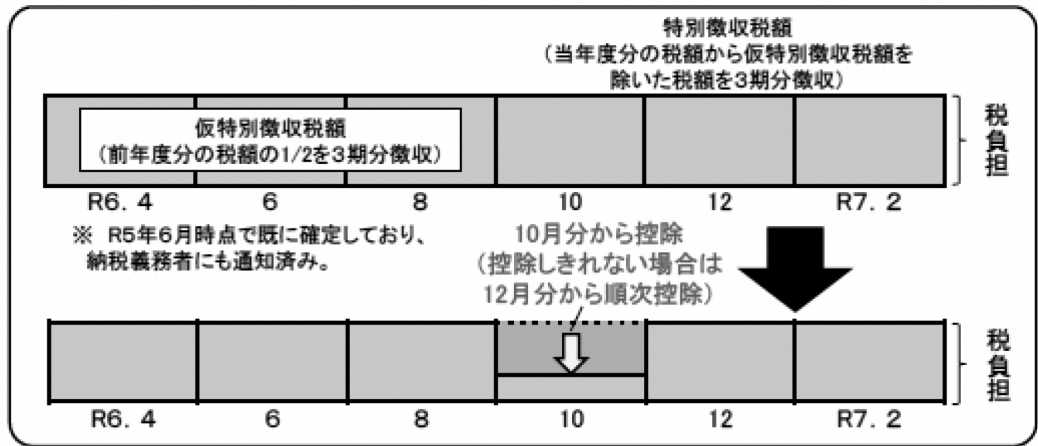 特別徴収税額
（当年度分の税額から仮特別徴収税額を
除いた税額を3期分徴収）
仮特別徴収税額
（前年度分の税額の1/2を3期分徴収）
税負担
R6．4 6 8 10 12 R7．2
※ R5年6月時点で既に確定しており、
納税義務者にも通知済み。
10月分から控除
（控除しきれない場合は
12月分から順次控除）
税負担
R6．4 6 8 10 12 R7．2